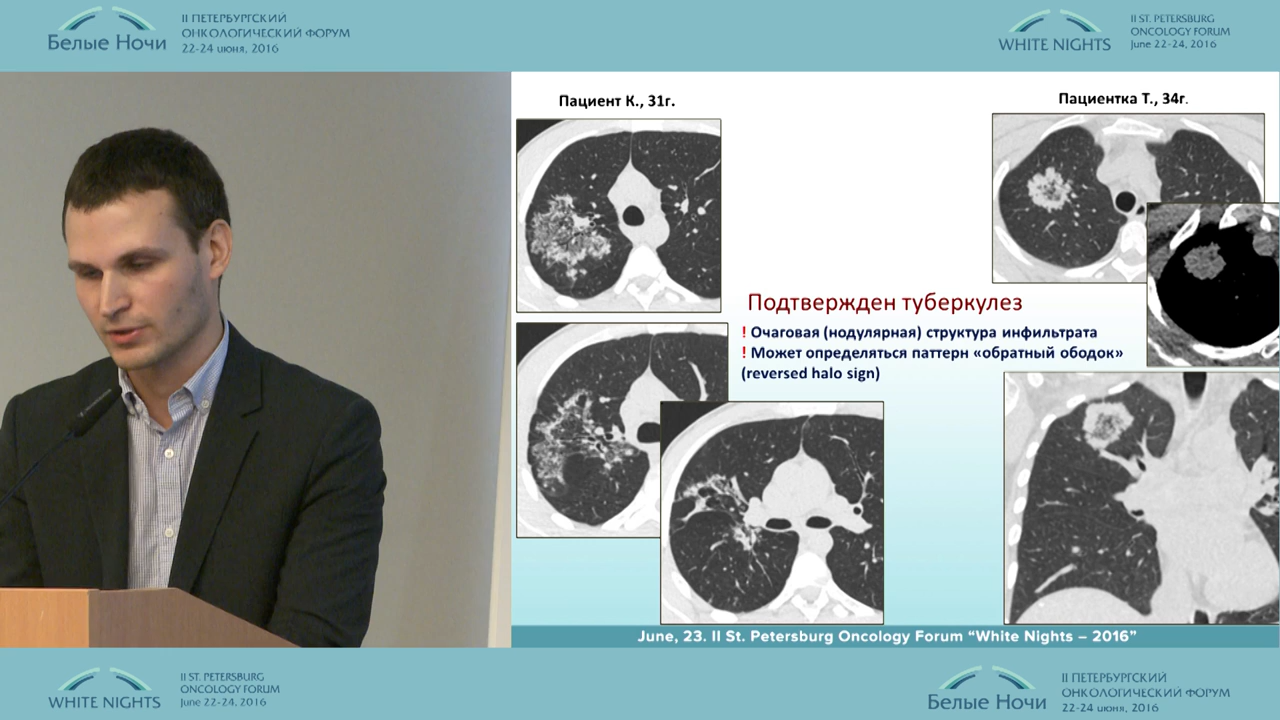 II ПЕТЕРБУРГСКИЙ
ОНКОЛОГИЧЕСКИЙ ФОРУМ
22-24 июня, 2016
Белые Ночи
WHITE NIGHTS
II ST. PETERSBURG
ONCOLOGY FORUM
June 22-24, 2016
Пациент К., 31г.
Пациентка Т., 34г.
Подтвержден туберкулез
! Очаговая (нодулярная) структура инфильтрата
! Может определяться паттерн «обратный ободок»
(reversed halo sign)
June, 23. II St. Petersburg Oncology Forum “White Nights – 2016”
WHITE NIGHTS
II ST. PETERSBURG
ONCOLOGY FORUM
June 22-24, 2016
Белые Ночи
II ПЕТЕРБУРГСКИЙ
ОНКОЛОГИЧЕСКИЙ ФОРУМ
22-24 июня, 2016